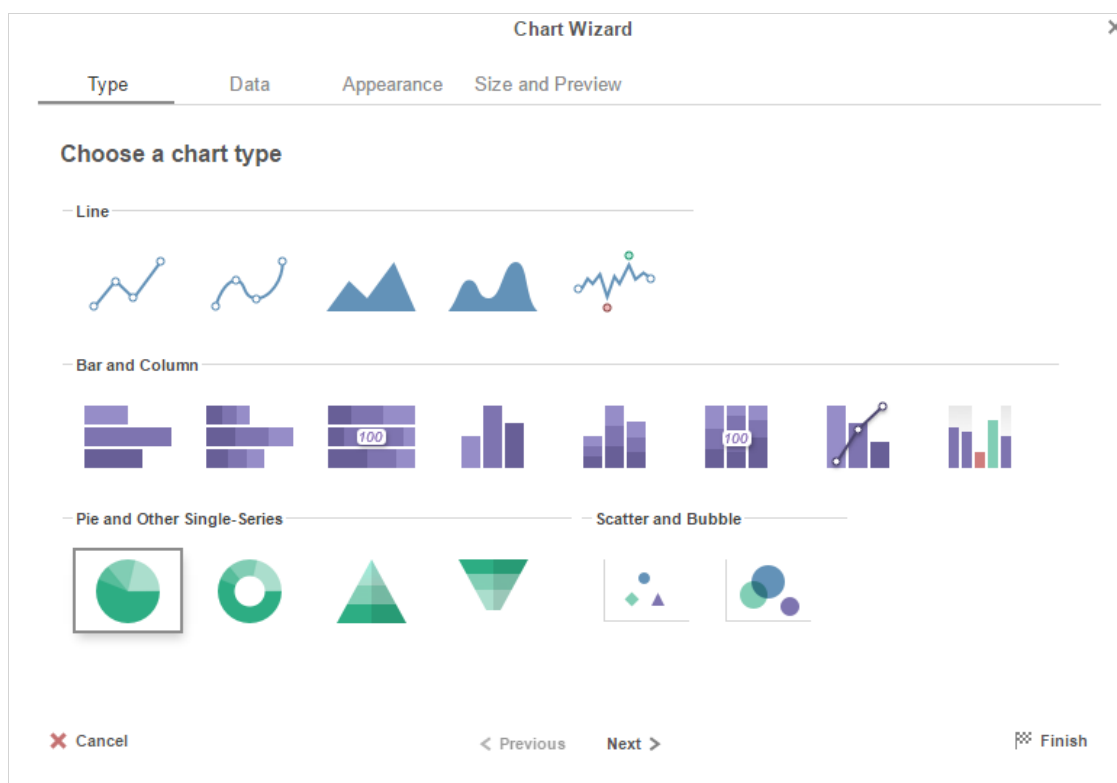 Chart Wizard
Type Data Appearance Size and Preview
Choose a chart type
Line
Bar and Column
100 100
Pie and Other Single-Series Scatter and Bubble
Cancel Previous Next Finish